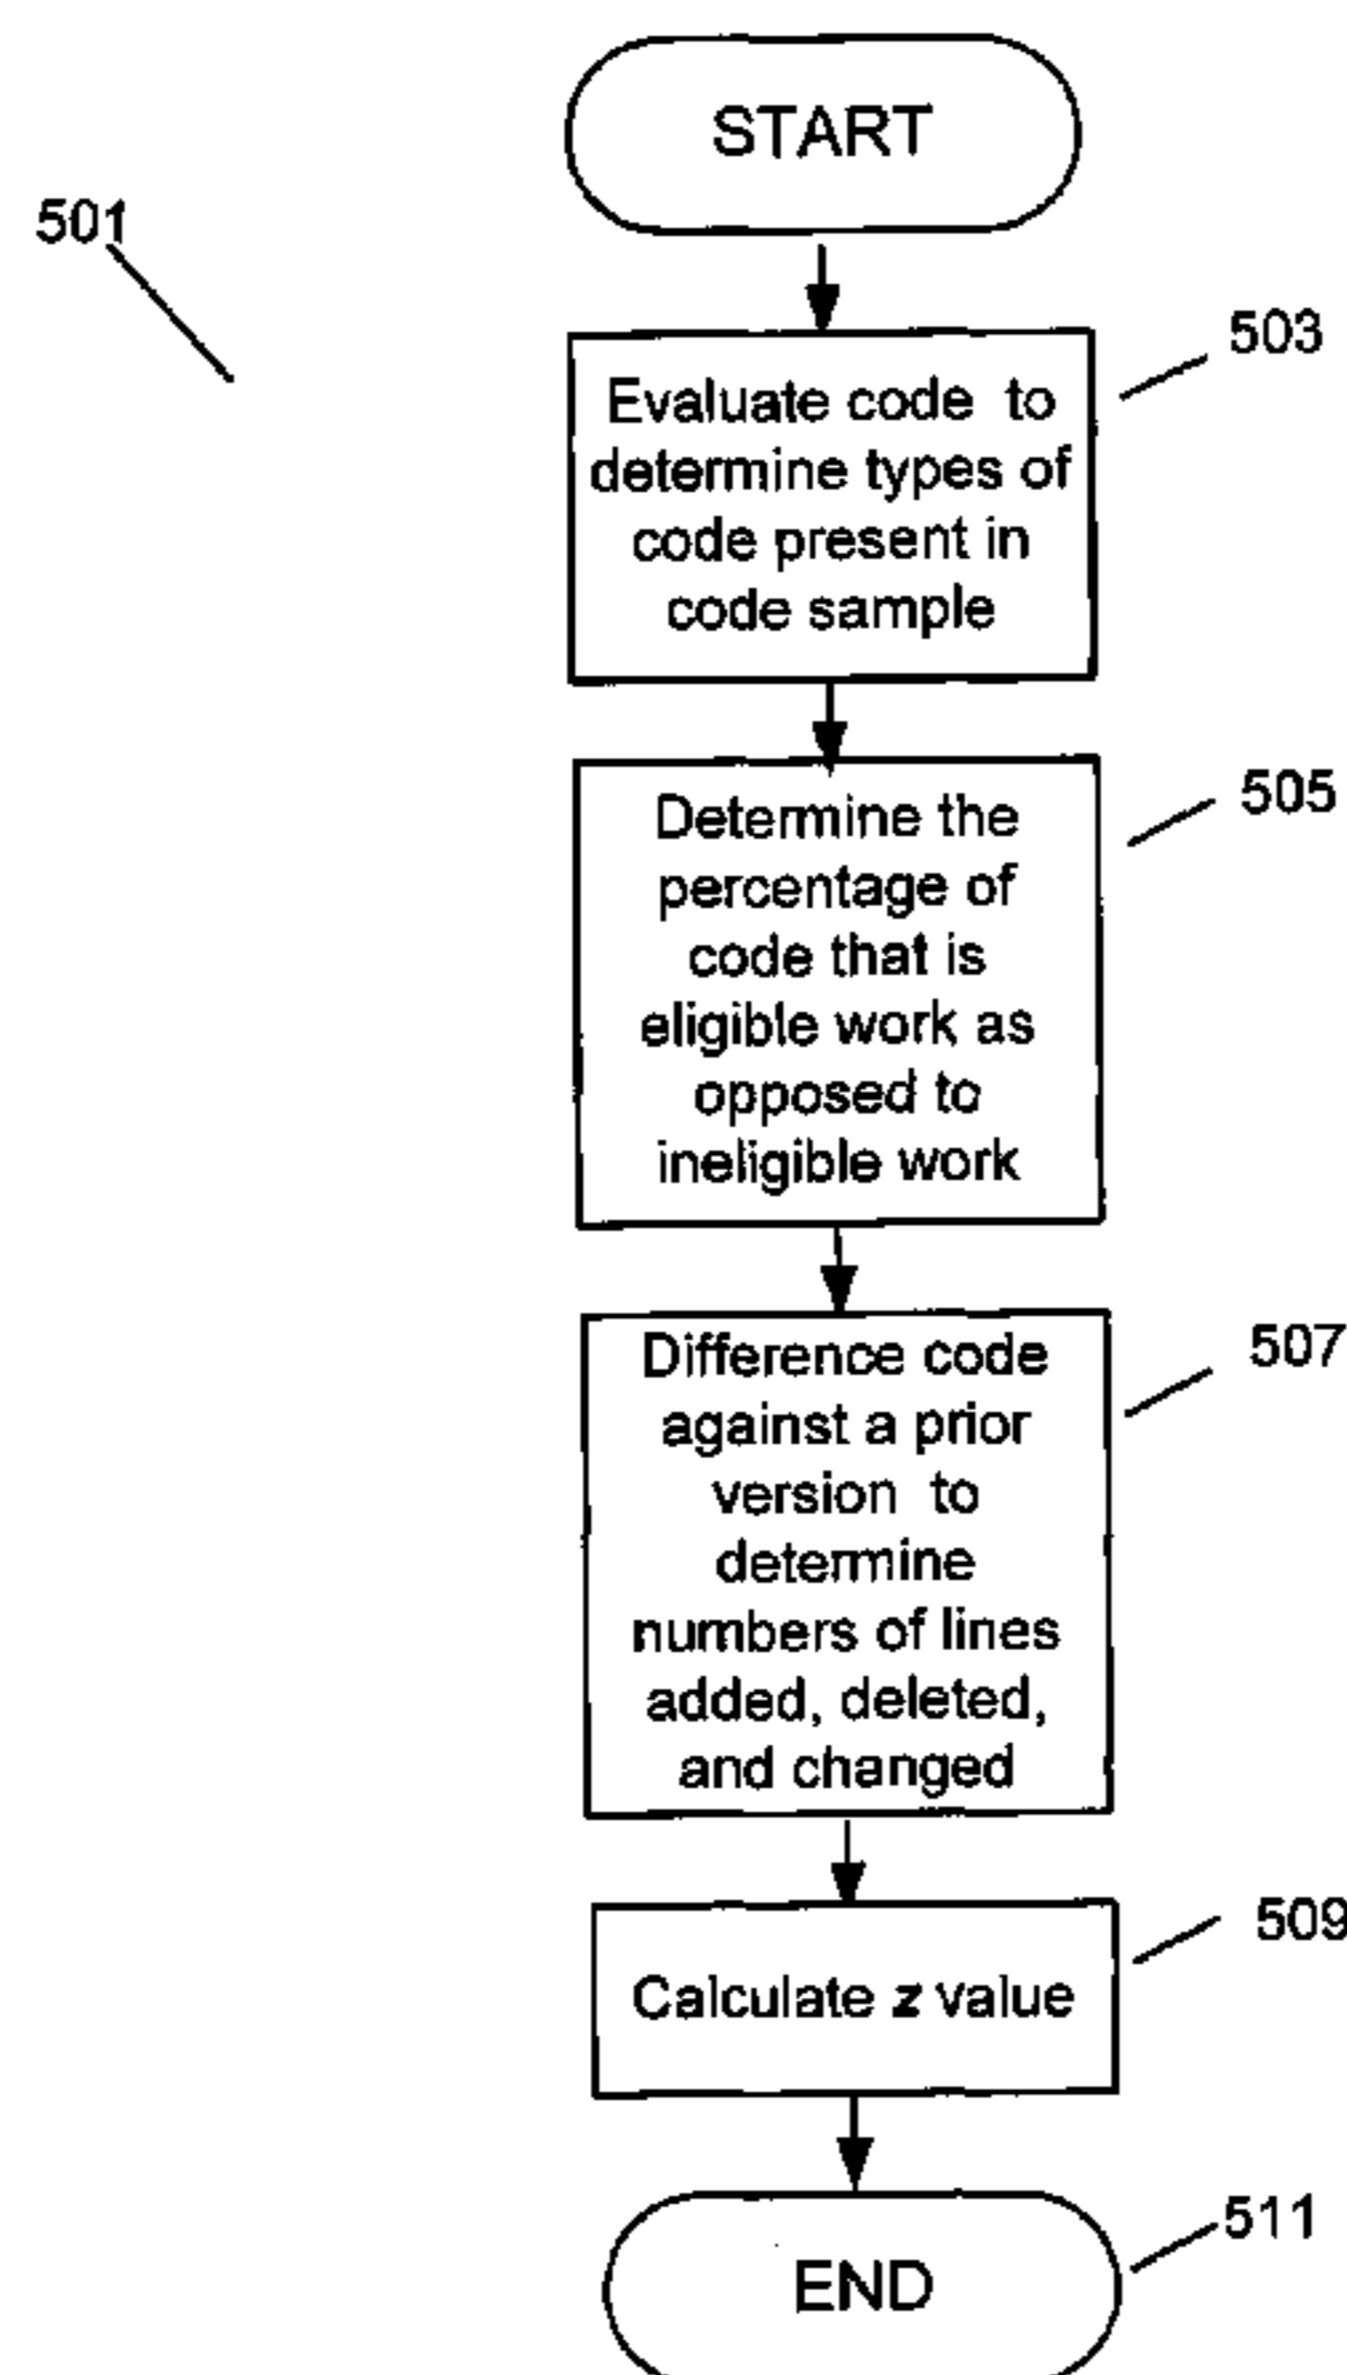 START
501
503
Evaluate code to
determine types of
code present in
code sample
505
Determine the
percentage of
code that is
eligible work as
opposed to
ineligible work
507
Difference code
against a prior
version to
determine
numbers of lines
added, deleted,
and changed
509
Calculate z value
511
END